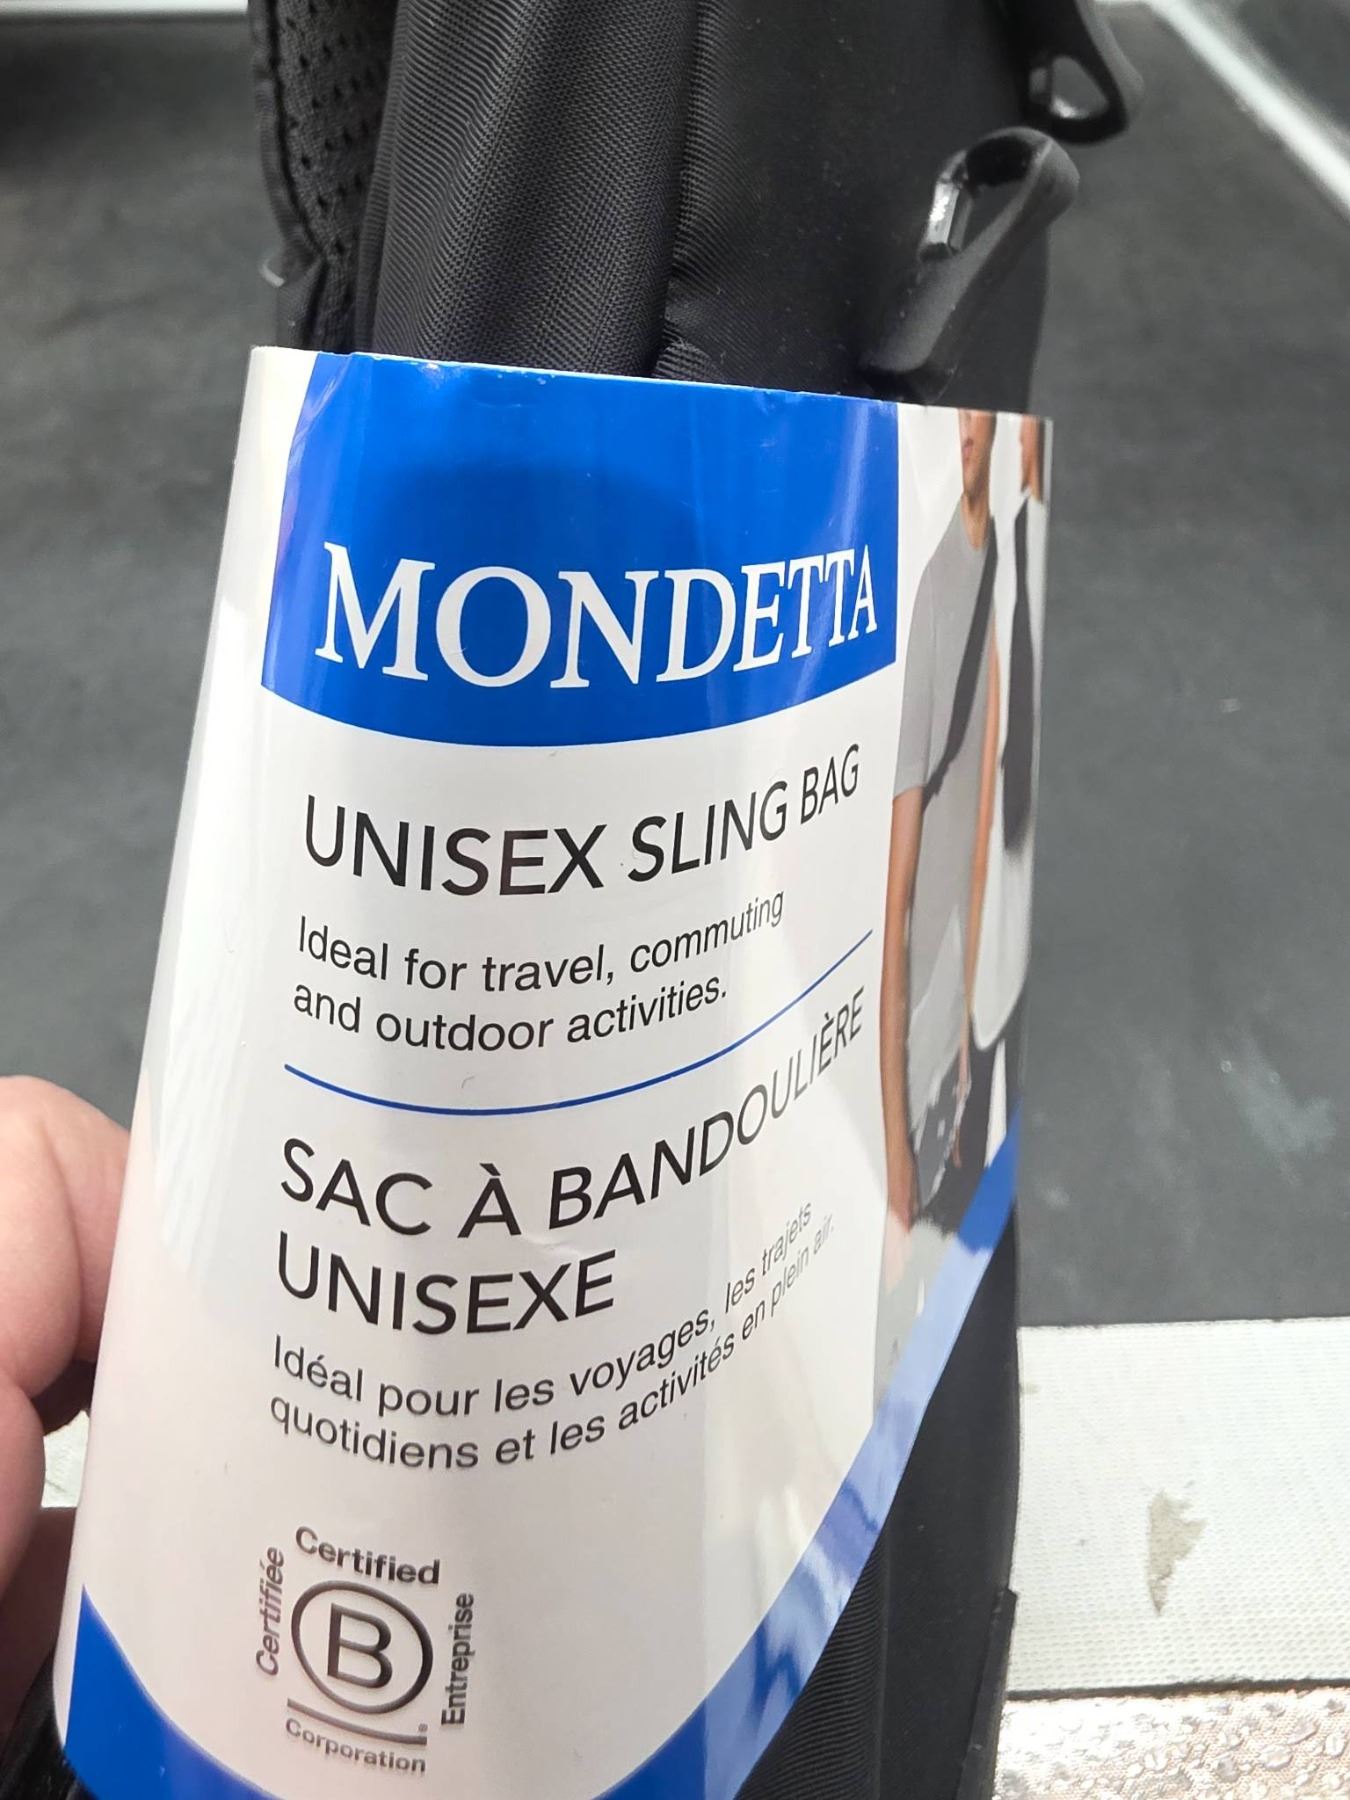 MONDETTA
UNISEX SLING BAG
Ideal for travel, commuting
and outdoor activities.
SAC À BANDOULIÈRE
UNISEXE
Idéal pour les voyages, les trajets
quotidiens et les activités en plein air.
Certified
Certifiée
B
Entreprise
Corporation